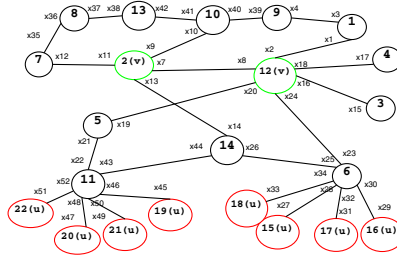 x37 x38 x42 x41 x40 x39 x4 x3
8 13 10 9 1
x36
x35 x10 x1
x9 x2
7 x12 x11 2(v) x7 x8 12(v) x18 x17 4
x13 x20 x16
x24 x15 3
5 x19 x14
x21 14
x44 x26 x25 x23
x22 x43 x34 6
11 x46 x45 x33 x28 x30
x51 x52 x48 x50 x32
22(u) x47 x49 19(u) 18(u) x27 x31 x29
20(u) 21(u) 15(u) 17(u) 16(u)